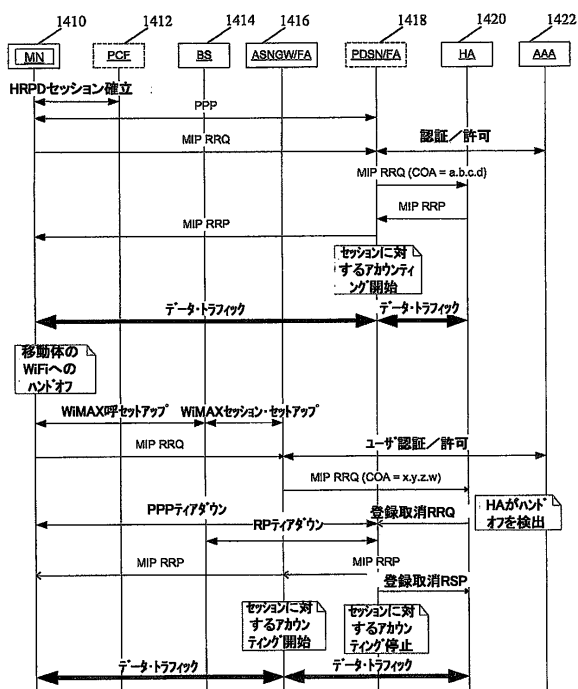 1410 1412 1414 1416 1418 1420 1422
MN PCF BS ASNGW/FA PDSN/FA HA AAA
HRPDセッション確立
PPP
MIP RRQ 認証/許可
MIP RRQ (COA = a.b.c.d)
MIP RRP
MIP RRP
セッションに対
するアカウンティ
ング開始
データ・トラフィック データ・トラフィック
移動体の
WiFiへの
ハンドオフ
WiMAX呼セットアップ WiMAXセッション・セットアップ
MIP RRQ ユーザ認証/許可
MIP RRQ (COA = x.y.z.w)
PPPティアダウン 登録取消RRQ
HAがハンド
オフを検出
RPティアダウン
MIP RRP MIP RRP
登録取消RSP
セッションに対
するアカウン
ティング開始
セッションに対
するアカウン
ティング停止
データ・トラフィック データ・トラフィック